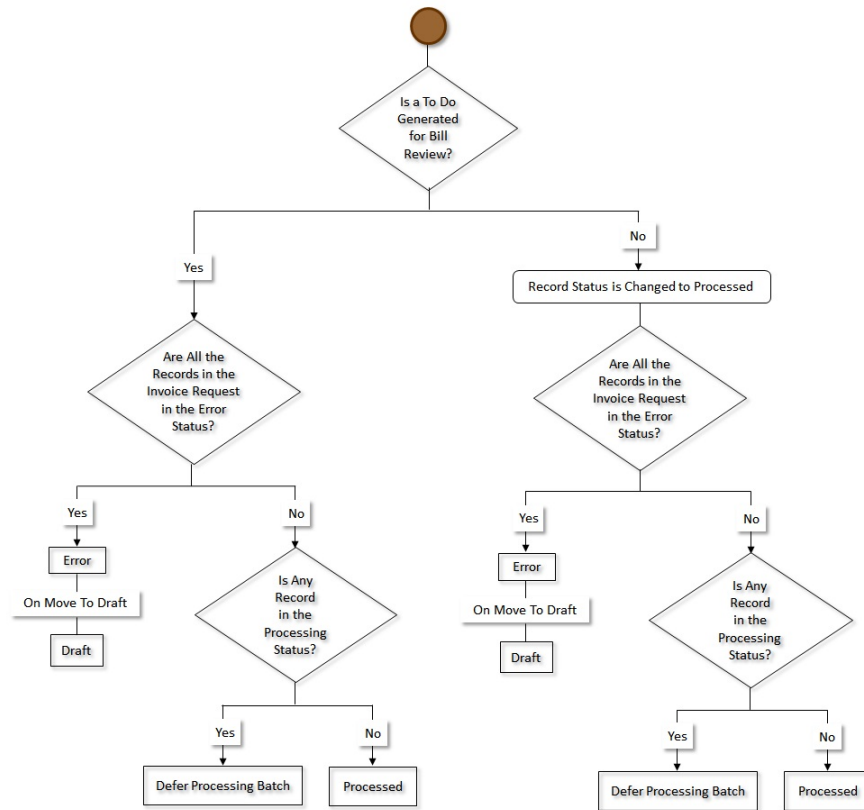 Is a To Do
Generated
for Bill
Review?
Yes
No
Record Status is Changed to Processed
Are All the
Records in the
Invoice Request
in the Error
Status?
Are All the
Records in the
Invoice Request
in the Error
Status?
Yes
No
Yes
No
Error
On Move To Draft
Draft
Is Any
Record
in the
Processing
Status?
Error
On Move To Draft
Draft
Is Any
Record
in the
Processing
Status?
Yes
No
Yes
No
Defer Processing Batch
Processed
Defer Processing Batch
Processed